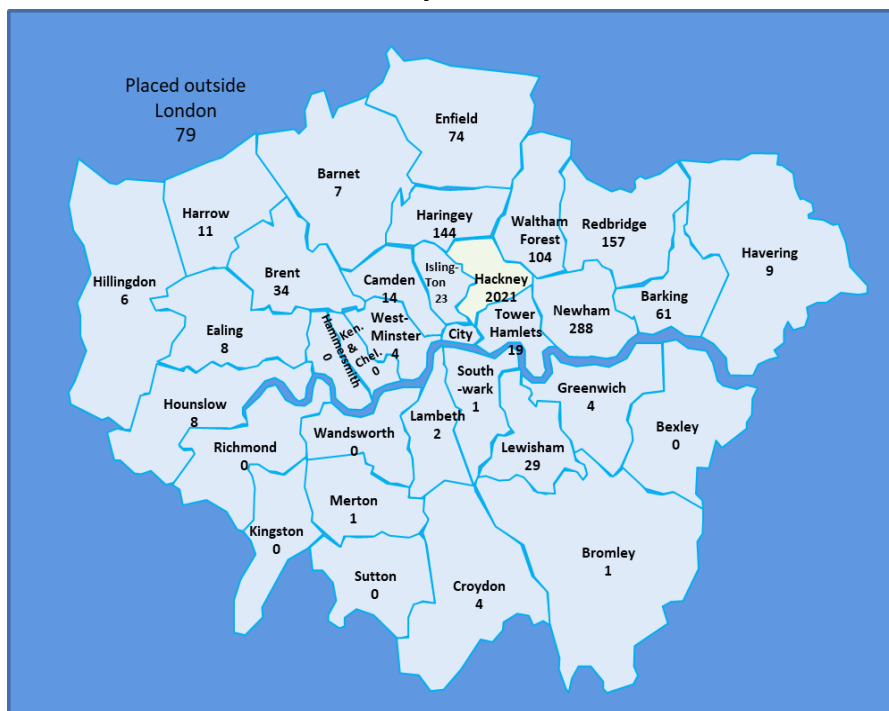 Placed outside
London
79
Enfield
74
Barnet
7
Harrow
11
Haringey
144
Waltham
Forest
104
Redbridge
157
Havering
9
Hillingdon
6
Brent
34
Camden
14
Isling-
Ton
23
Hackney
2021
Newham
288
Barking
61
Ealing
8
Hammersmith
0
Ken.
&
Chel.
0
West-
Minster
4
City
Tower
Hamlets
19
Hounslow
8
Richmond
0
Wandsworth
0
Lambeth
2
South
-wark
1
Lewisham
29
Greenwich
4
Bexley
0
Kingston
0
Merton
1
Sutton
0
Croydon
4
Bromley
1